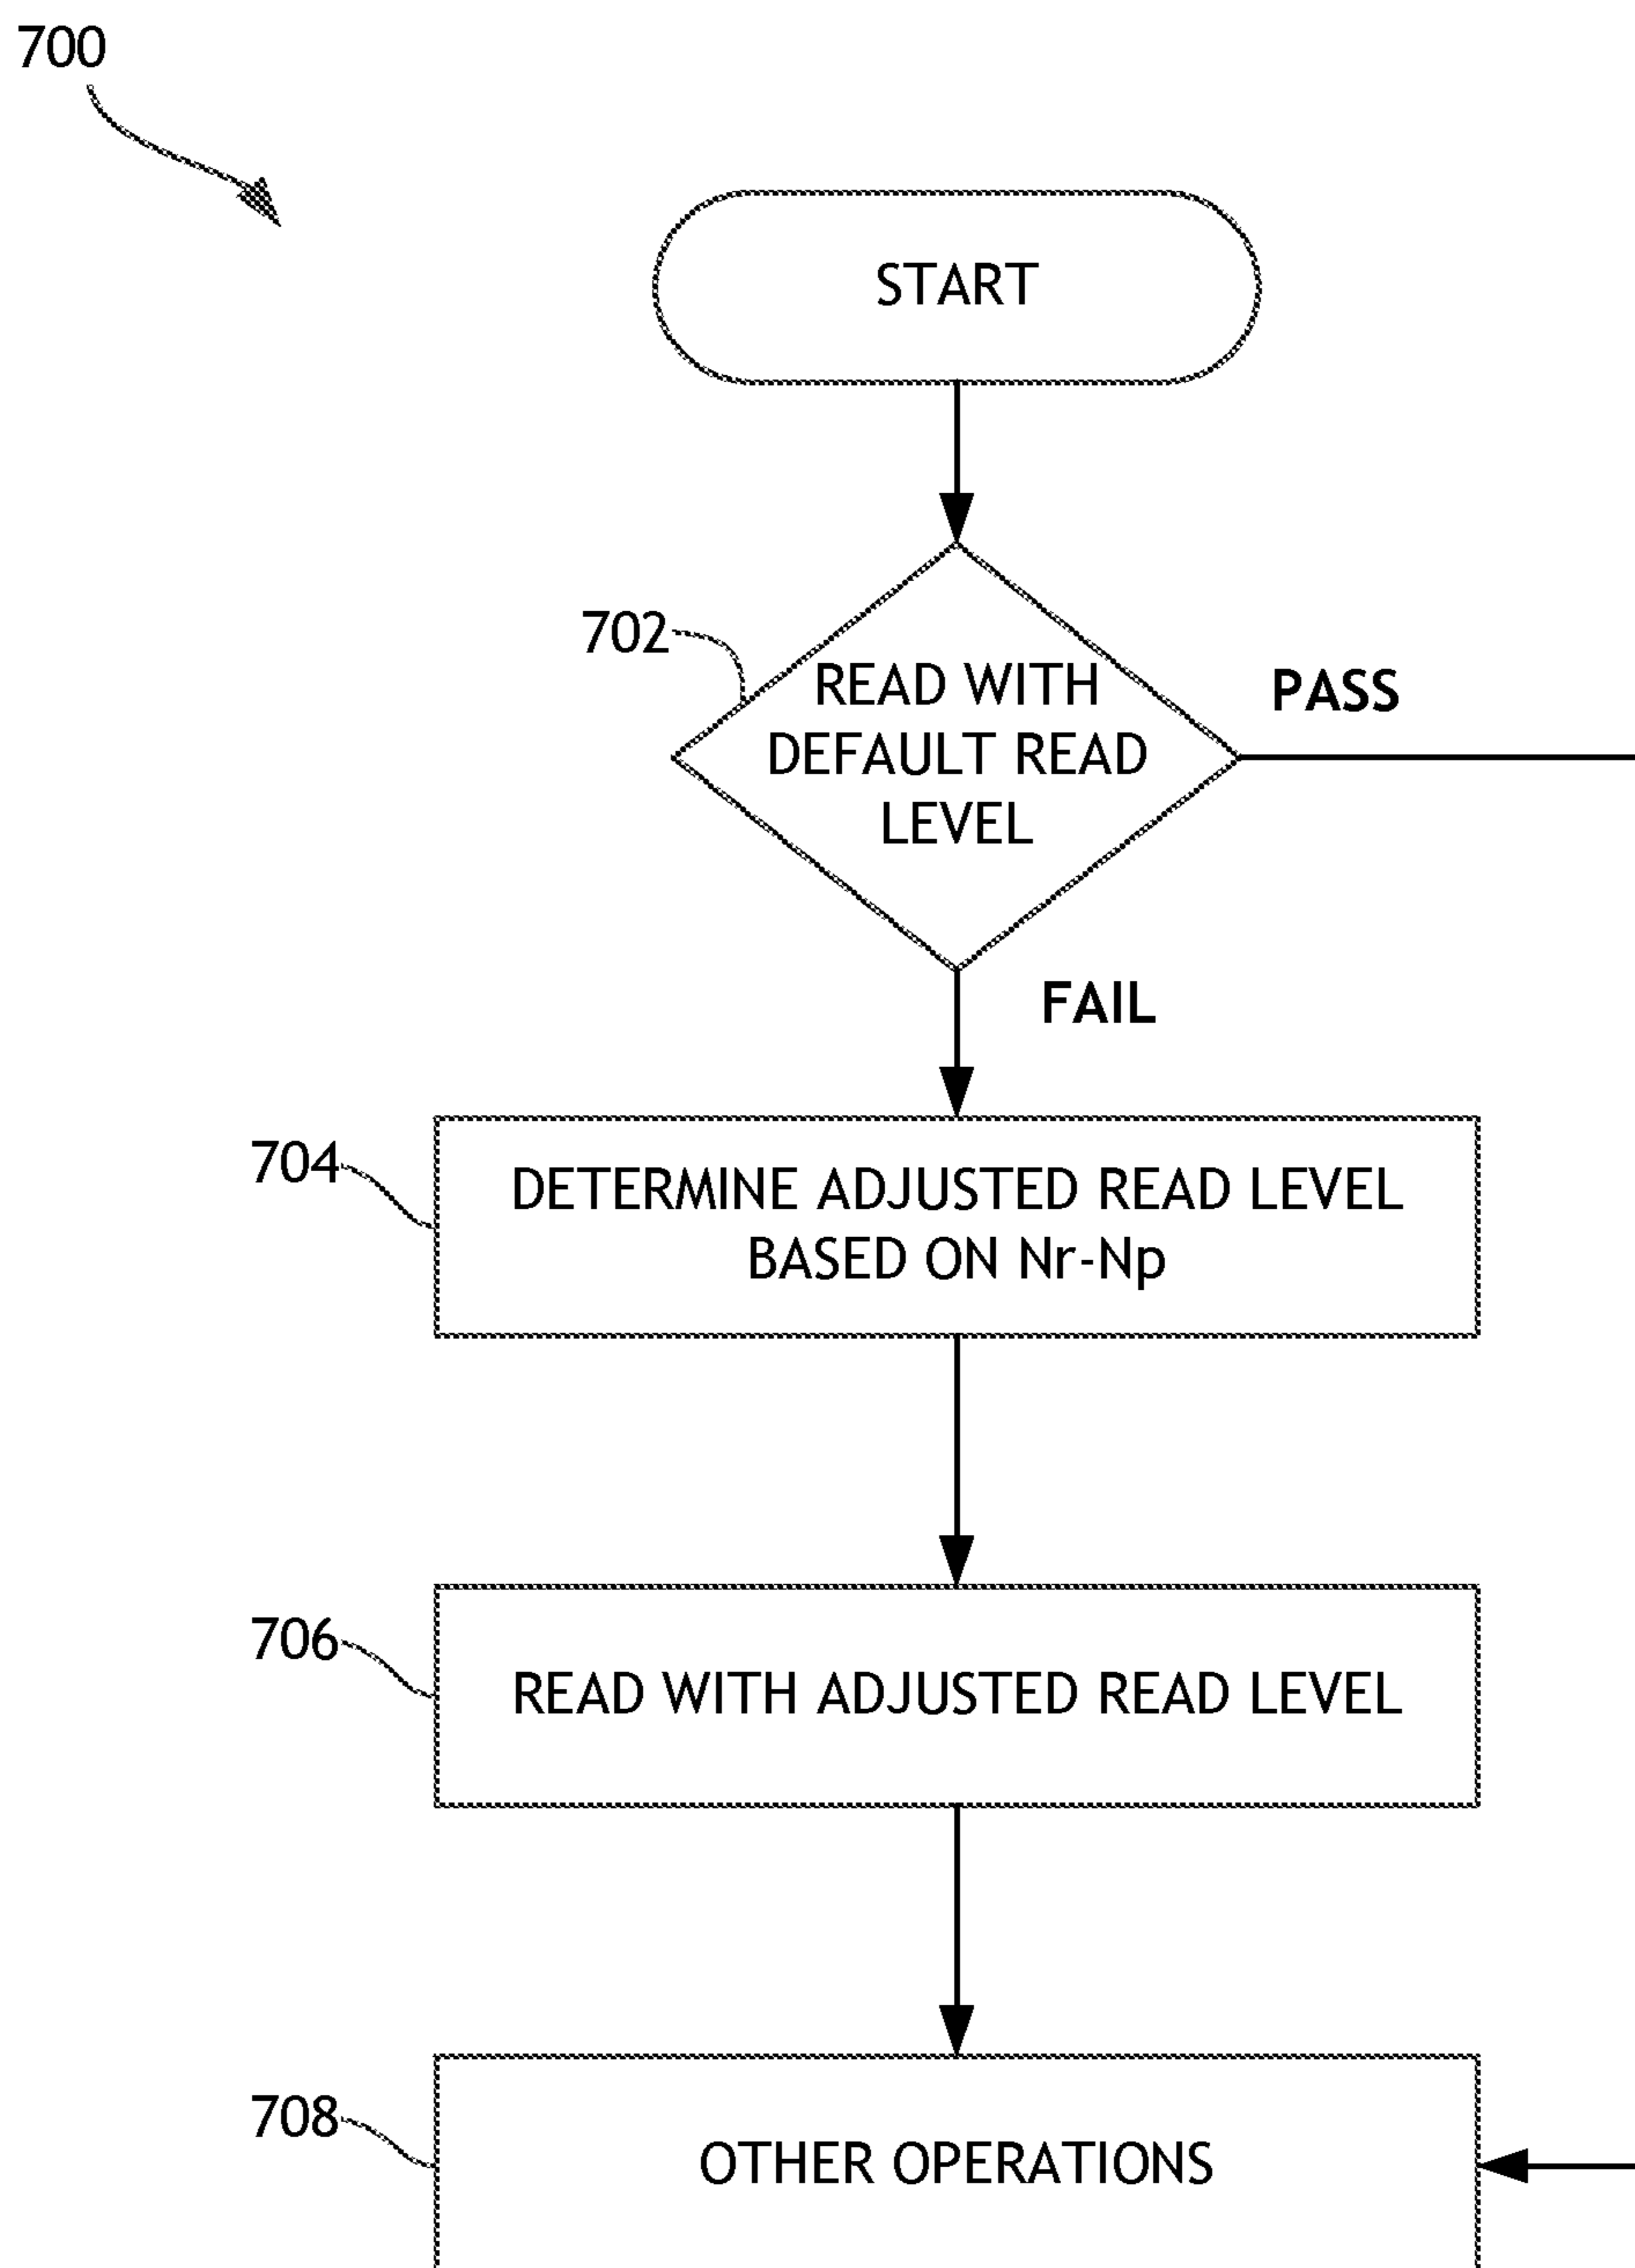 700
START
702
READ WITH
DEFAULT READ
LEVEL
PASS
FAIL
704
DETERMINE ADJUSTED READ LEVEL
BASED ON Nr-Np
706
READ WITH ADJUSTED READ LEVEL
708
OTHER OPERATIONS